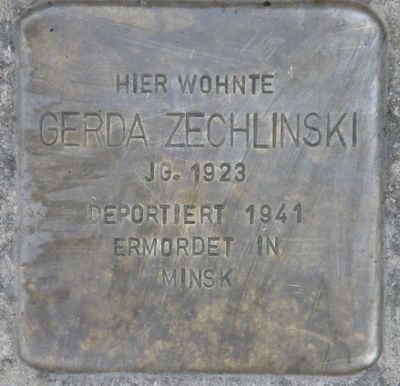 HIER WOHNTE
GERDA ZECHLINSKI
JG. 1923
DEPORTIERT 1941
ERMORDET IN
MINSK